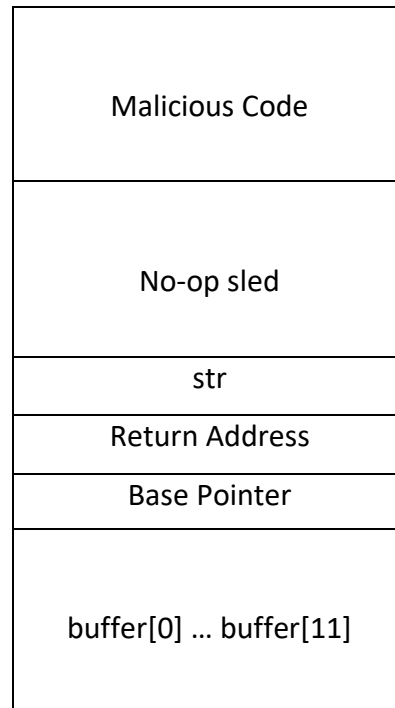 Malicious Code
No-op sled
str
Return Address
Base Pointer
buffer[0] … buffer[11]